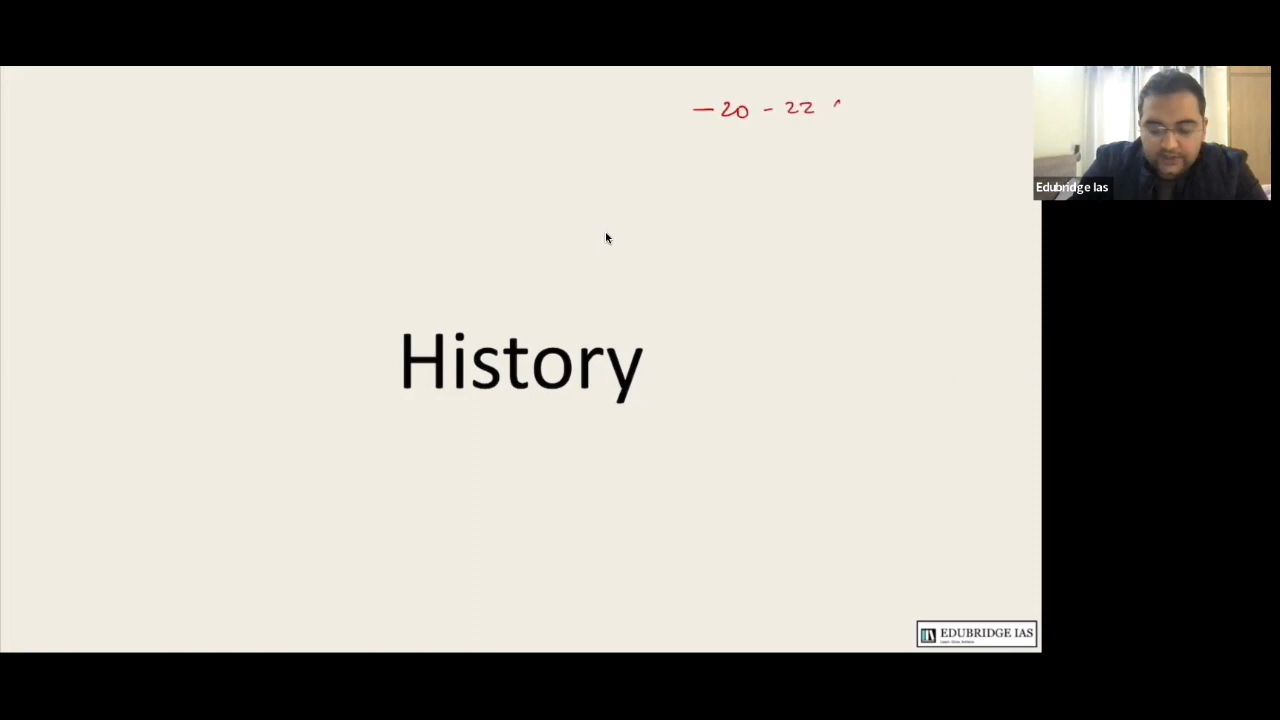 — 20 - 22
Edubridge Ias
History
EDUBRIDGE IAS